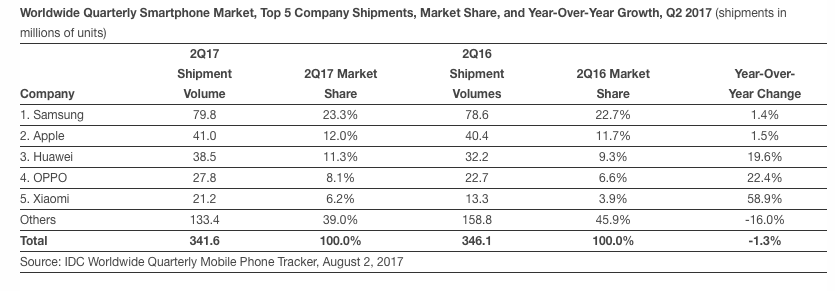 Worldwide Quarterly Smartphone Market, Top 5 Company Shipments, Market Share, and Year-Over-Year Growth, Q2 2017 (shipments in
millions of units)
2Q17 2Q16
Shipment 2Q17 Market Shipment 2Q16 Market Year-Over-
Company Volume Share Volumes Share Year Change
1. Samsung 79.8 23.3% 78.6 22.7% 1.4%
2. Apple 41.0 12.0% 40.4 11.7% 1.5%
3. Huawei 38.5 11.3% 32.2 9.3% 19.6%
4. OPPO 27.8 8.1% 22.7 6.6% 22.4%
5. Xiaomi 21.2 6.2% 13.3 3.9% 58.9%
Others 133.4 39.0% 158.8 45.9% -16.0%
Total 341.6 100.0% 346.1 100.0% -1.3%
Source: IDC Worldwide Quarterly Mobile Phone Tracker, August 2, 2017